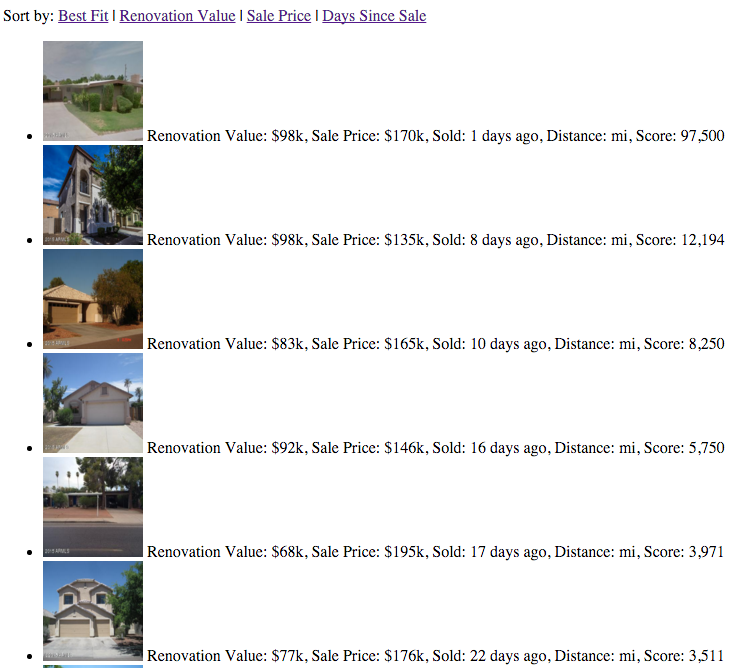 Sort by: Best Fit | Renovation Value | Sale Price | Days Since Sale
Renovation Value: $98k, Sale Price: $170k, Sold: 1 days ago, Distance: mi, Score: 97,500
Renovation Value: $98k, Sale Price: $135k, Sold: 8 days ago, Distance: mi, Score: 12,194
Renovation Value: $83k, Sale Price: $165k, Sold: 10 days ago, Distance: mi, Score: 8,250
Renovation Value: $92k, Sale Price: $146k, Sold: 16 days ago, Distance: mi, Score: 5,750
Renovation Value: $68k, Sale Price: $195k, Sold: 17 days ago, Distance: mi, Score: 3,971
Renovation Value: $77k, Sale Price: $176k, Sold: 22 days ago, Distance: mi, Score: 3,511